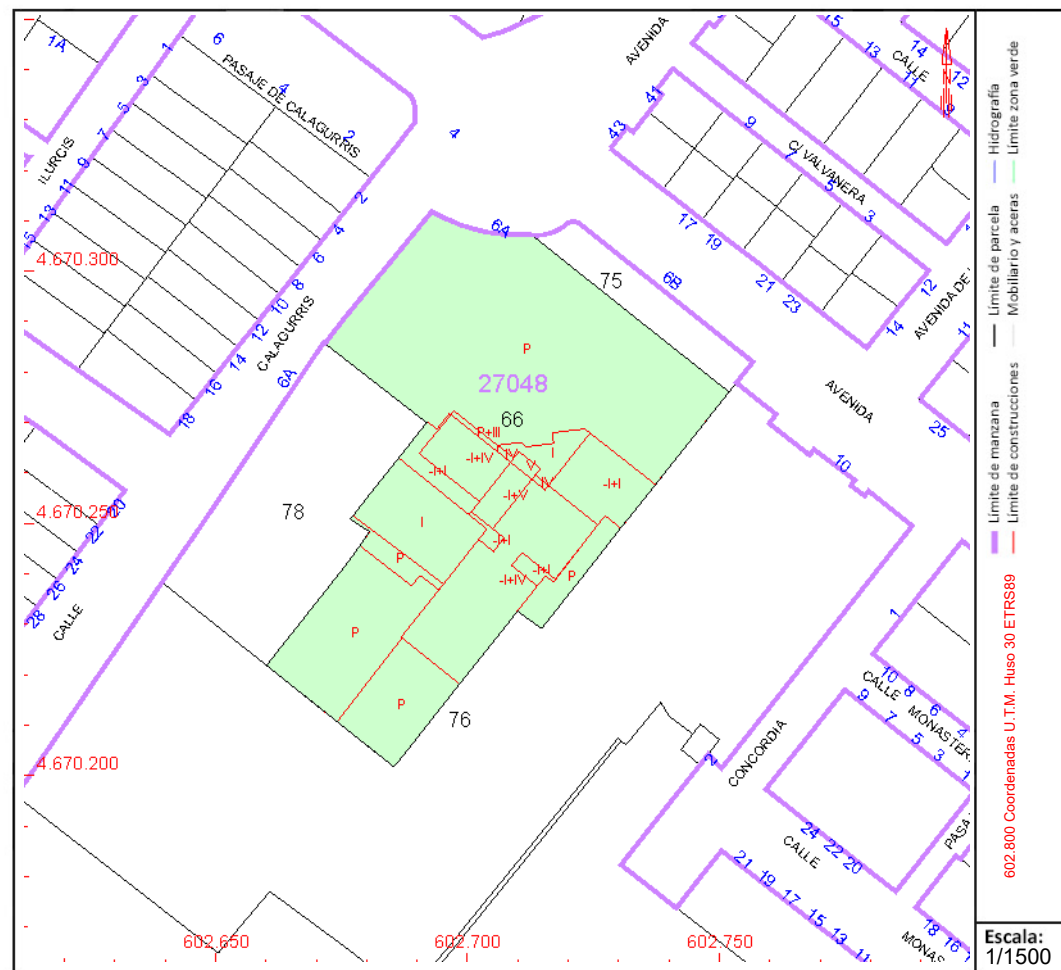 1A
1
6
PASAJE DE CALAGURRIS
4
2
3
5
7
9
11
13
15
ILURCIS
2
4
6
8
10
12
14
16
18
CALAGURRIS
6A
4
6A
75
6B
AVENIDA
41
43
9
7
5
3
C/ VALVANERA
17
19
21
23
12
14
15
13
11
9
CALLE
14
12
N
AVENIDA DE
11
25
AVENIDA
10
4.670.300
P
27048
66
P+III
-I+IV
IV
V
I
IV
-I+I
-I+V
-I+I
I
-I+I
P
-I+IV
-I+I
P
P
P
78
76
4.670.250
20
22
24
26
28
CALLE
4.670.200
602.650
602.700
602.750
1
10
8
6
4
CALLE MONASTER
9
7
5
3
1
CONCORDIA
2
24
22
20
CALLE
21
19
17
15
13
11
PASA
18
16
MONAS
Hidrografía
Límite zona verde
Límite de parcela
Mobiliario y aceras
Límite de manzana
Límite de construcciones
602.800 Coordenadas U.T.M. Huso 30 ETRS89
Escala:
1/1500